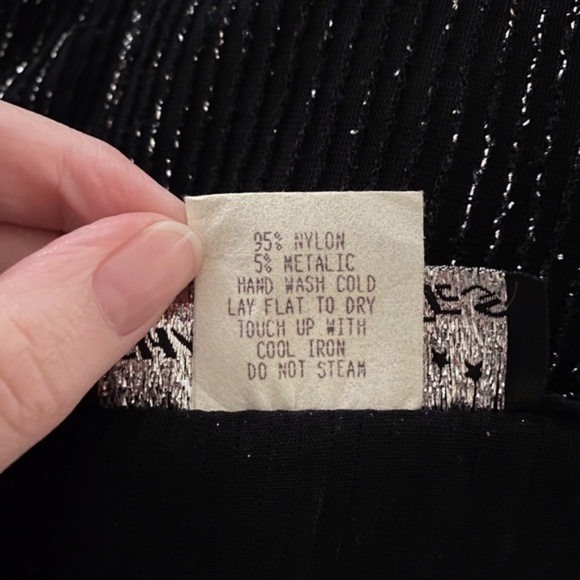 95% NYLON
5% METALIC
HAND WASH COLD
LAY FLAT TO DRY
TOUCH UP WITH
COOL IRON
DO NOT STEAM